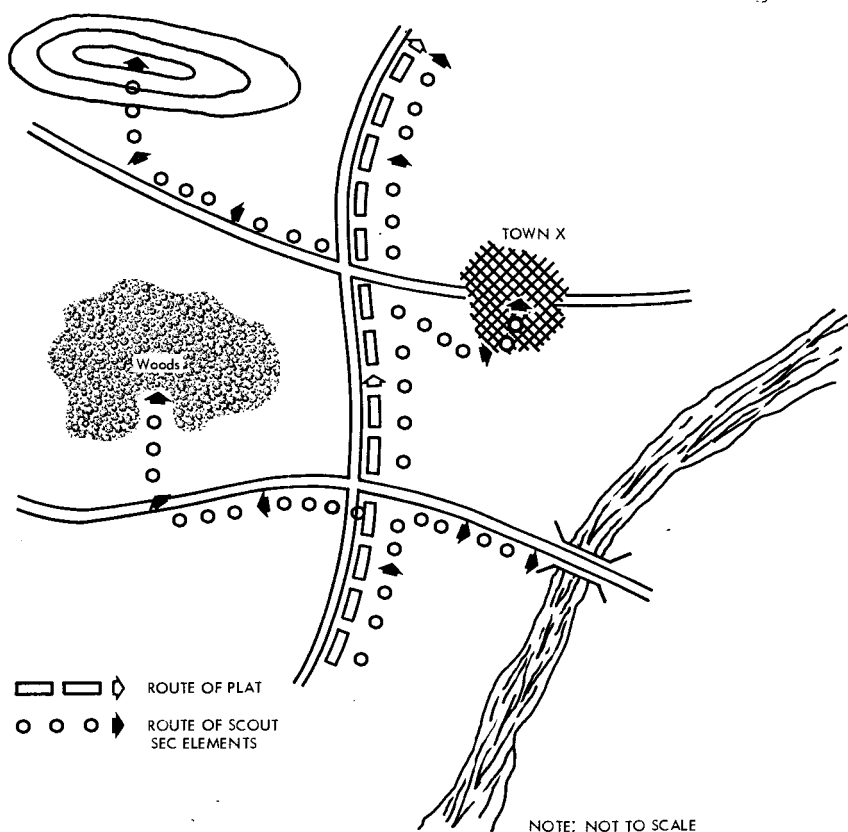 TOWN X
Woods
ROUTE OF PLAT
ROUTE OF SCOUT
SEC ELEMENTS
NOTE: NOT TO SCALE